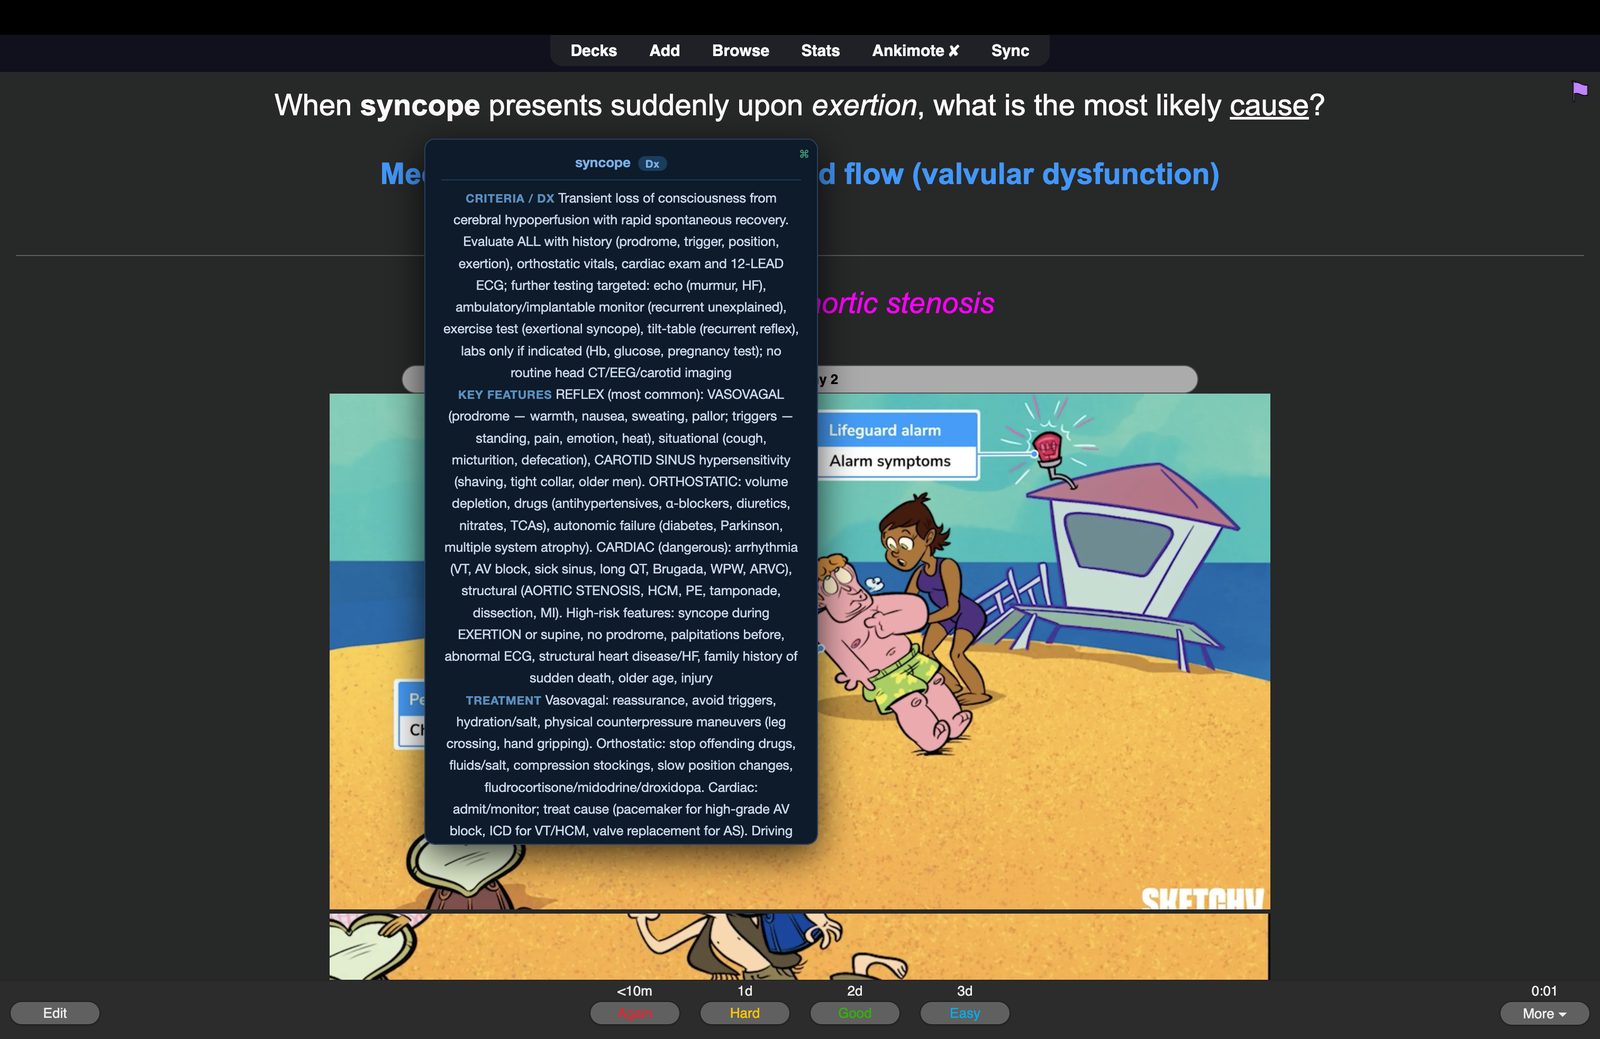 Decks Add Browse Stats Ankimote ✘ Sync
When syncope presents suddenly upon exertion, what is the most likely cause?
d flow (valvular dysfunction)
syncope Dx
⌘
CRITERIA / DX Transient loss of consciousness from
cerebral hypoperfusion with rapid spontaneous recovery.
Evaluate ALL with history (prodrome, trigger, position,
exertion), orthostatic vitals, cardiac exam and 12-LEAD
ECG; further testing targeted: echo (murmur, HF),
ambulatory/implantable monitor (recurrent unexplained),
exercise test (exertional syncope), tilt-table (recurrent reflex),
labs only if indicated (Hb, glucose, pregnancy test); no
routine head CT/EEG/carotid imaging
KEY FEATURES REFLEX (most common): VASOVAGAL
(prodrome — warmth, nausea, sweating, pallor; triggers —
standing, pain, emotion, heat), situational (cough,
micturition, defecation), CAROTID SINUS hypersensitivity
(shaving, tight collar, older men). ORTHOSTATIC: volume
depletion, drugs (antihypertensives, α-blockers, diuretics,
nitrates, TCAs), autonomic failure (diabetes, Parkinson,
multiple system atrophy). CARDIAC (dangerous): arrhythmia
(VT, AV block, sick sinus, long QT, Brugada, WPW, ARVC),
structural (AORTIC STENOSIS, HCM, PE, tamponade,
dissection, MI). High-risk features: syncope during
EXERTION or supine, no prodrome, palpitations before,
abnormal ECG, structural heart disease/HF, family history of
sudden death, older age, injury
TREATMENT Vasovagal: reassurance, avoid triggers,
hydration/salt, physical counterpressure maneuvers (leg
crossing, hand gripping). Orthostatic: stop offending drugs,
fluids/salt, compression stockings, slow position changes,
fludrocortisone/midodrine/droxidopa. Cardiac:
admit/monitor; treat cause (pacemaker for high-grade AV
block, ICD for VT/HCM, valve replacement for AS). Driving
ortic stenosis
y 2
Lifeguard alarm
Alarm symptoms
SKETCHY
<10m 1d 2d 3d 0:01
Edit Again Hard Good Easy More